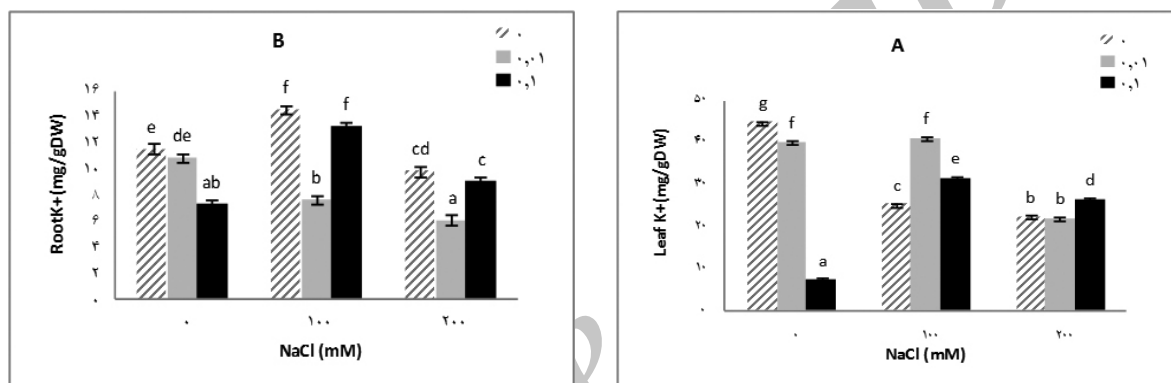 B
۰
۰,۰۱
۰,۱
RootK+(mg/gDW)
۱۶
۱۴
۱۲
۱۰
۸
۶
۴
۲
۰
e de ab
f b f
cd a c
۰ ۱۰۰ ۲۰۰
NaCl (mM)
A
۰
۰,۰۱
۰,۱
Leaf K+(mg/gDW)
۵۰
۴۰
۳۰
۲۰
۱۰
۰
g f a
c f e
b b d
۰ ۱۰۰ ۲۰۰
NaCl (mM)